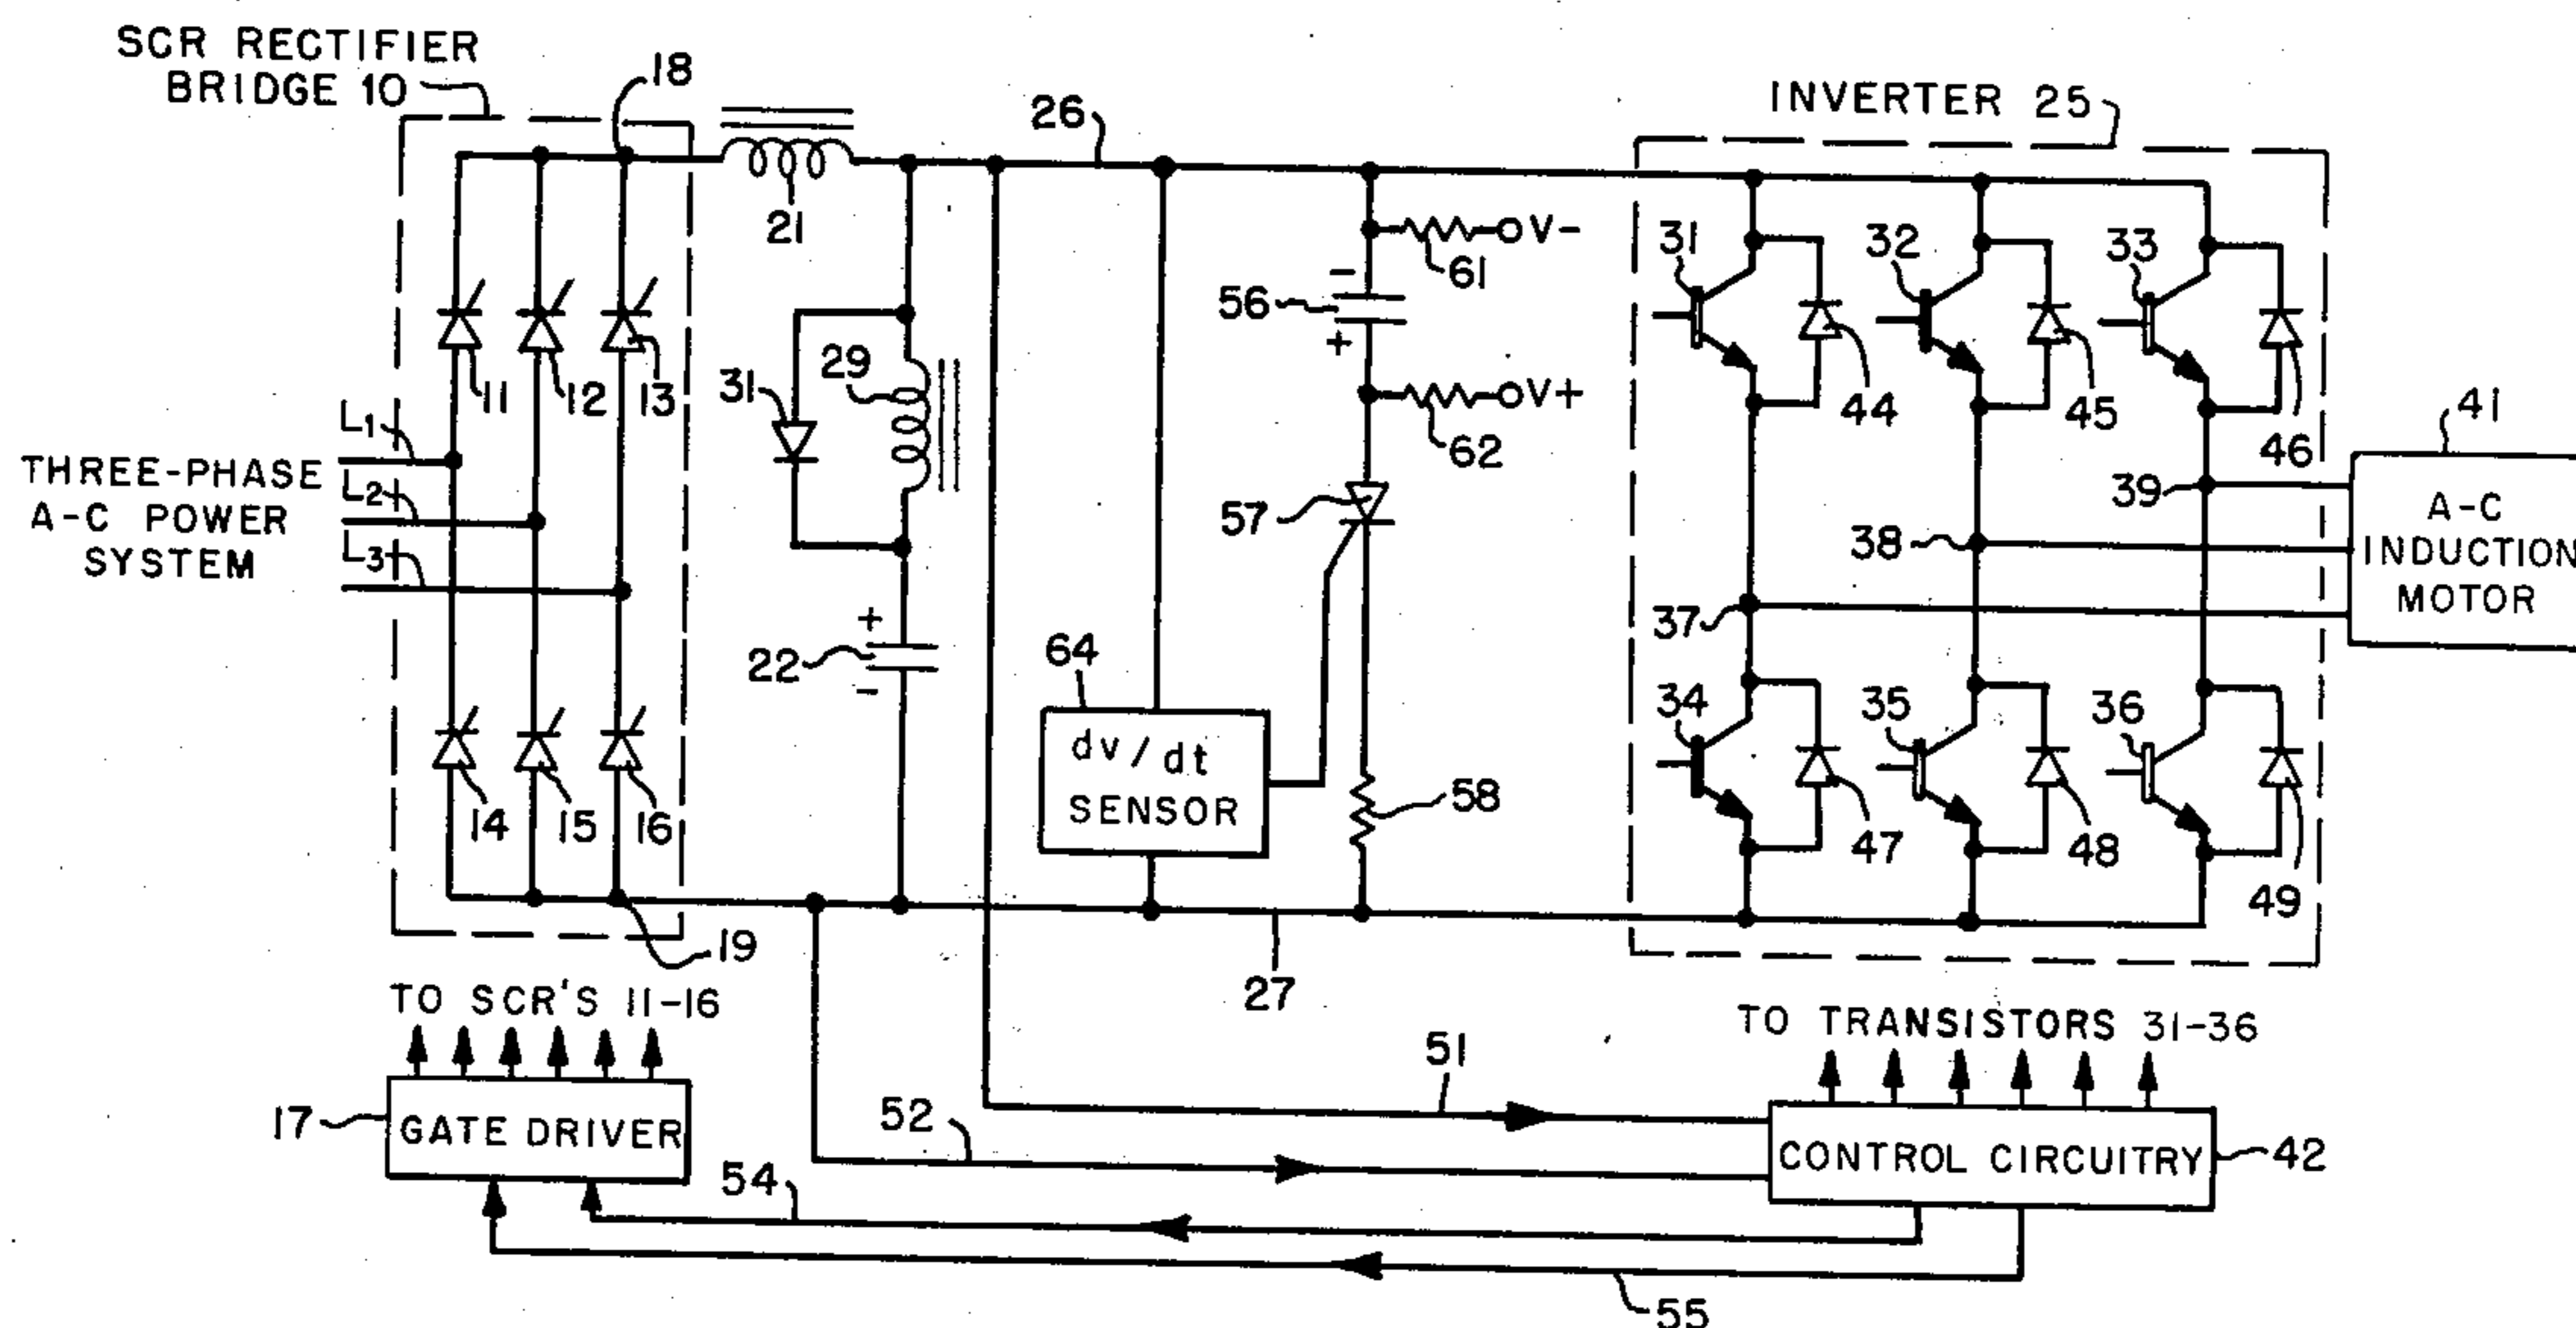 SCR RECTIFIER
BRIDGE 10
18
26
INVERTER 25
21
V-
61
56
-
+
V+
62
31
32
33
44
45
46
11
12
13
31
29
L1
L2
L3
THREE-PHASE
A-C POWER
SYSTEM
57
41
A-C
INDUCTION
MOTOR
39
38
37
+
22
-
64
dv/dt
SENSOR
58
34
35
36
47
48
49
14
15
16
19
27
TO SCR'S 11-16
17
GATE DRIVER
51
52
54
55
TO TRANSISTORS 31-36
CONTROL CIRCUITRY
42